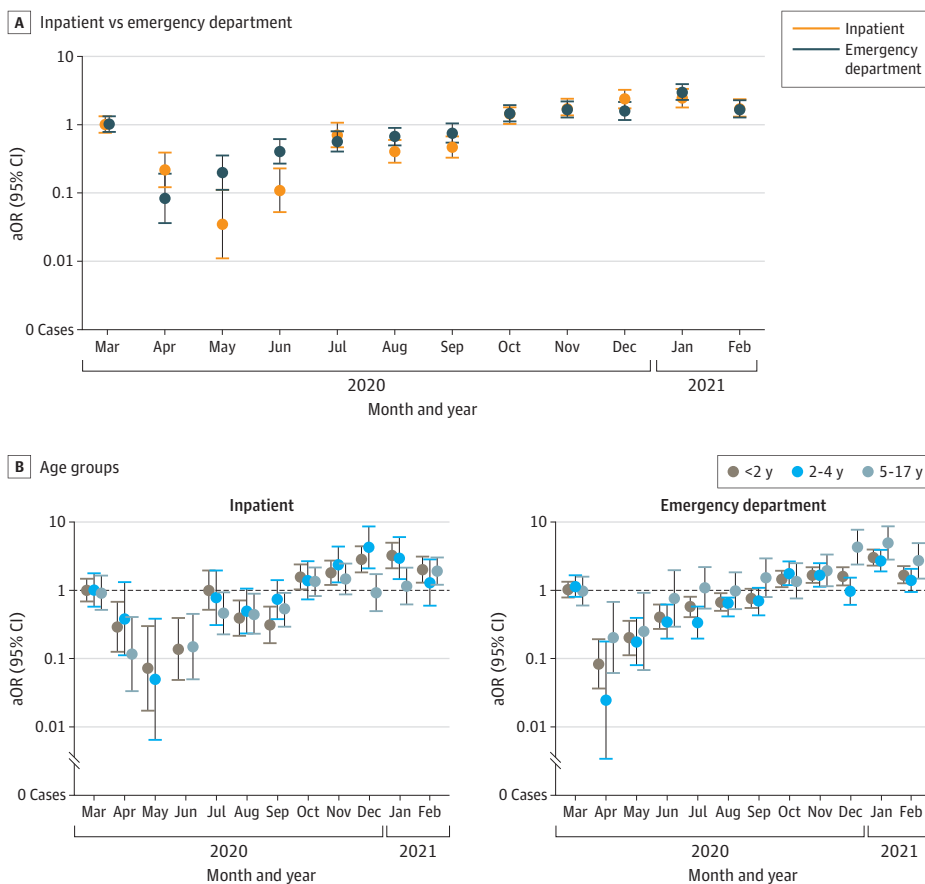 A Inpatient vs emergency department
Inpatient
Emergency
department
10
1
0.1
0.01
0 Cases
aOR (95% CI)
Mar Apr May Jun Jul Aug Sep Oct Nov Dec Jan Feb
2020 2021
Month and year
B Age groups
<2 y 2-4 y 5-17 y
Inpatient
10
1
0.1
0.01
0 Cases
aOR (95% CI)
Mar Apr May Jun Jul Aug Sep Oct Nov Dec Jan Feb
2020 2021
Month and year
Emergency department
10
1
0.1
0.01
0 Cases
aOR (95% CI)
Mar Apr May Jun Jul Aug Sep Oct Nov Dec Jan Feb
2020 2021
Month and year